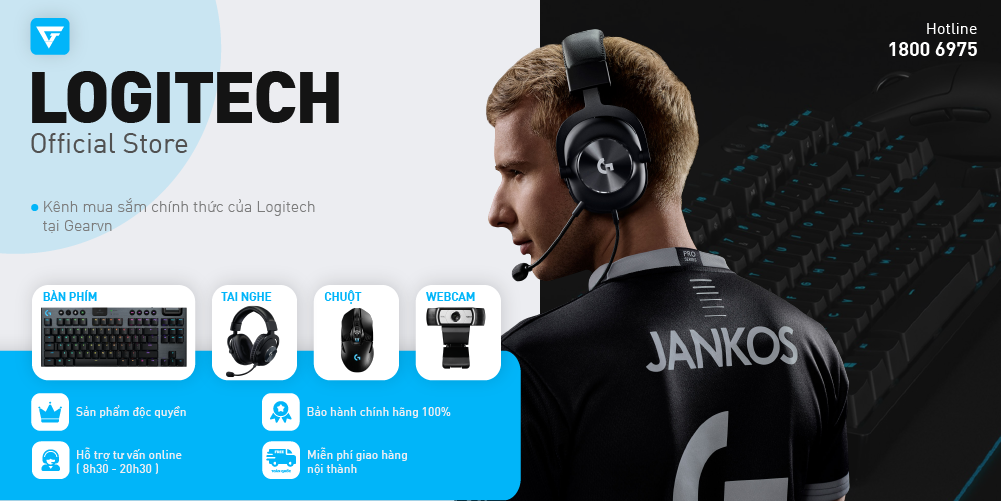 Hotline
1800 6975
LOGITECH
Official Store
Kênh mua sắm chính thức của Logitech
tại Gearvn
PRO
SERIES
BÀN PHÍM
TAI NGHE
CHUỘT
WEBCAM
JANKOS
Sản phẩm độc quyền
Bảo hành chính hãng 100%
Hỗ trợ tư vấn online
( 8h30 - 20h30 )
FREE
Miễn phí giao hàng
nội thành